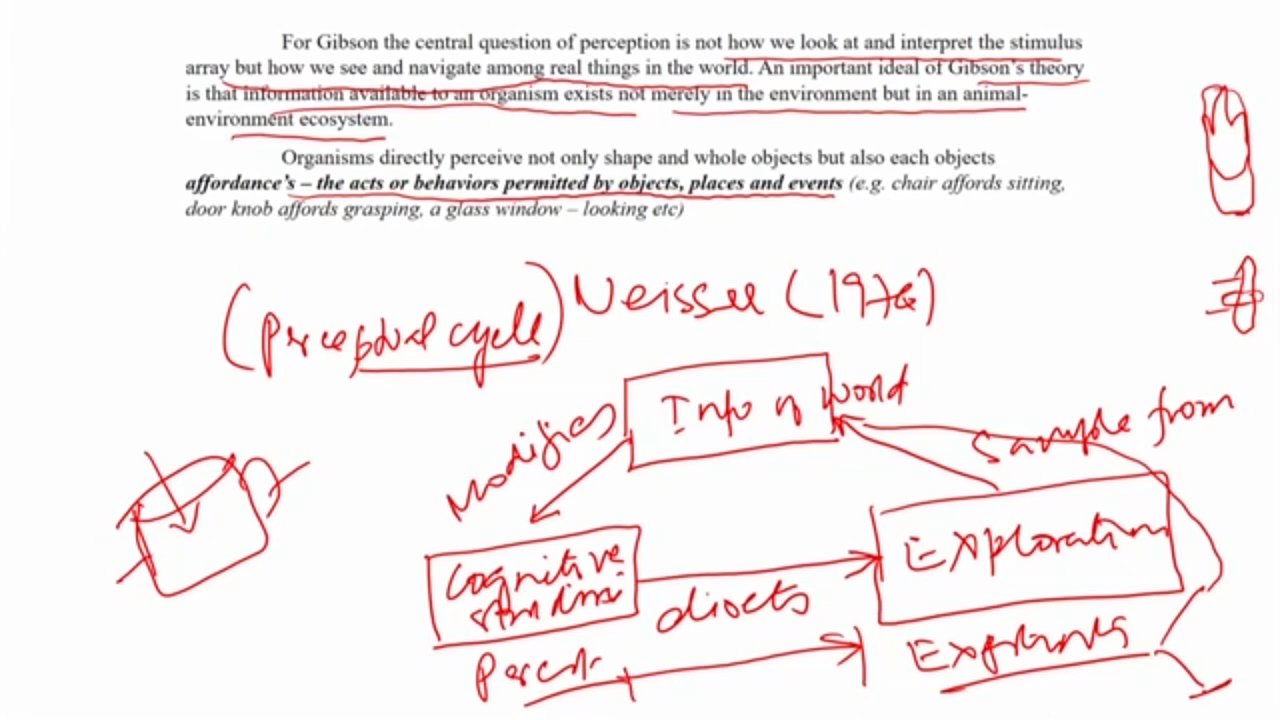 For Gibson the central question of perception is not how we look at and interpret the stimulus
array but how we see and navigate among real things in the world. An important ideal of Gibson's theory
is that information available to an organism exists not merely in the environment but in an animal-
environment ecosystem.
Organisms directly perceive not only shape and whole objects but also each objects
affordance's – the acts or behaviors permitted by objects, places and events (e.g. chair affords sitting,
door knob affords grasping, a glass window – looking etc)
(Perceptual cycle) Neisser (1976)
Info of world
Modifies
Sample from
Cognitive
Exploration
directs